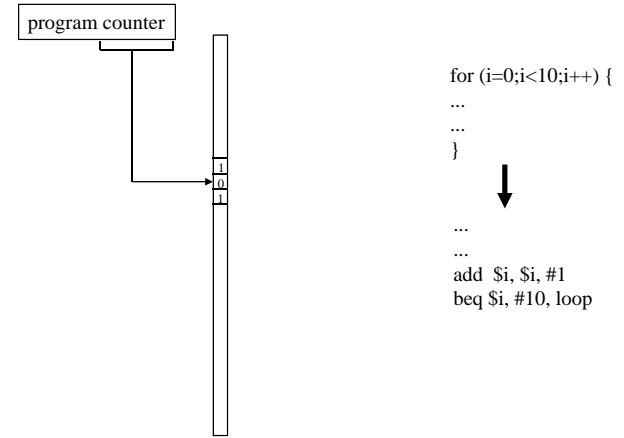 program counter
1
0
1
for (i=0;i<10;i++) {
...
...
}
...
...
add $i, $i, #1
beq $i, #10, loop